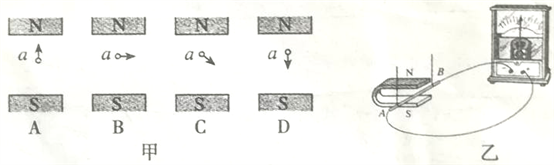 N N N N
a a a a
S S S S
A B C D
甲
N
B
A S
乙